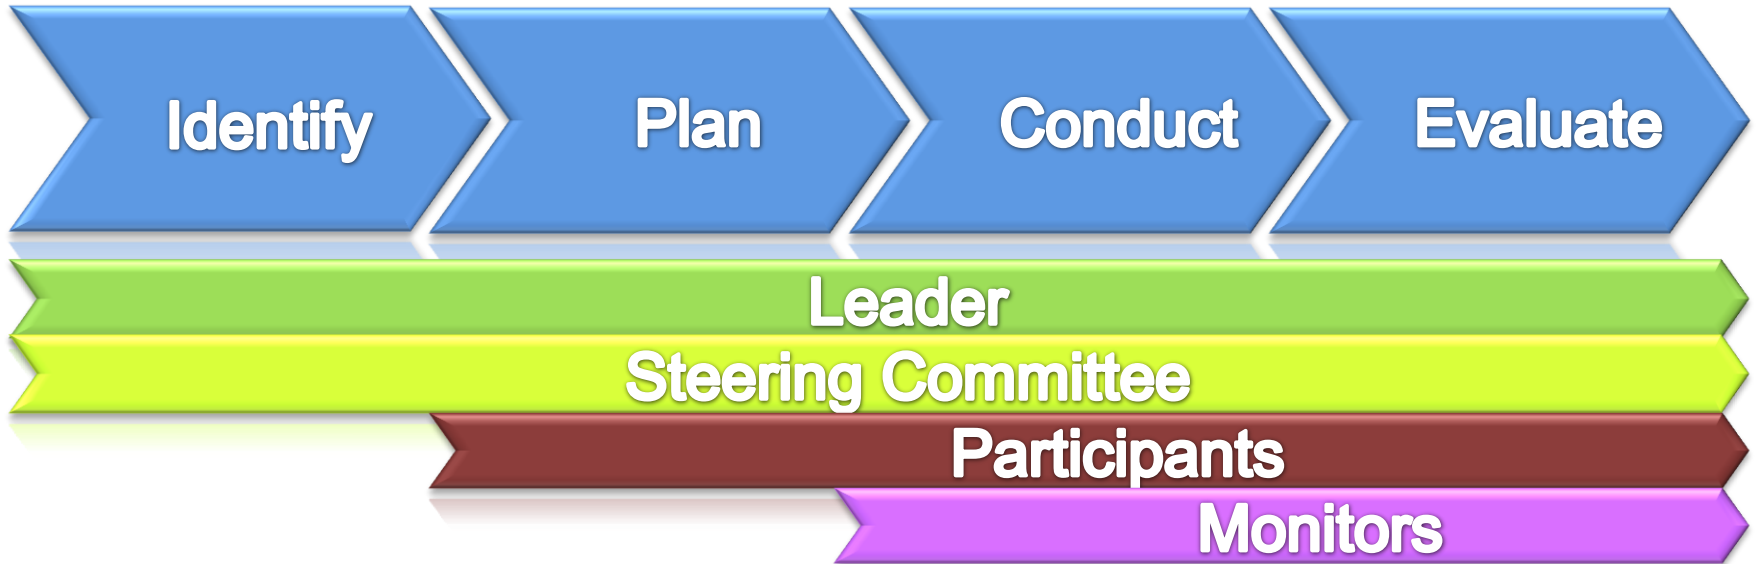 Identify
Plan
Conduct
Evaluate
Leader
Steering Committee
Participants
Monitors